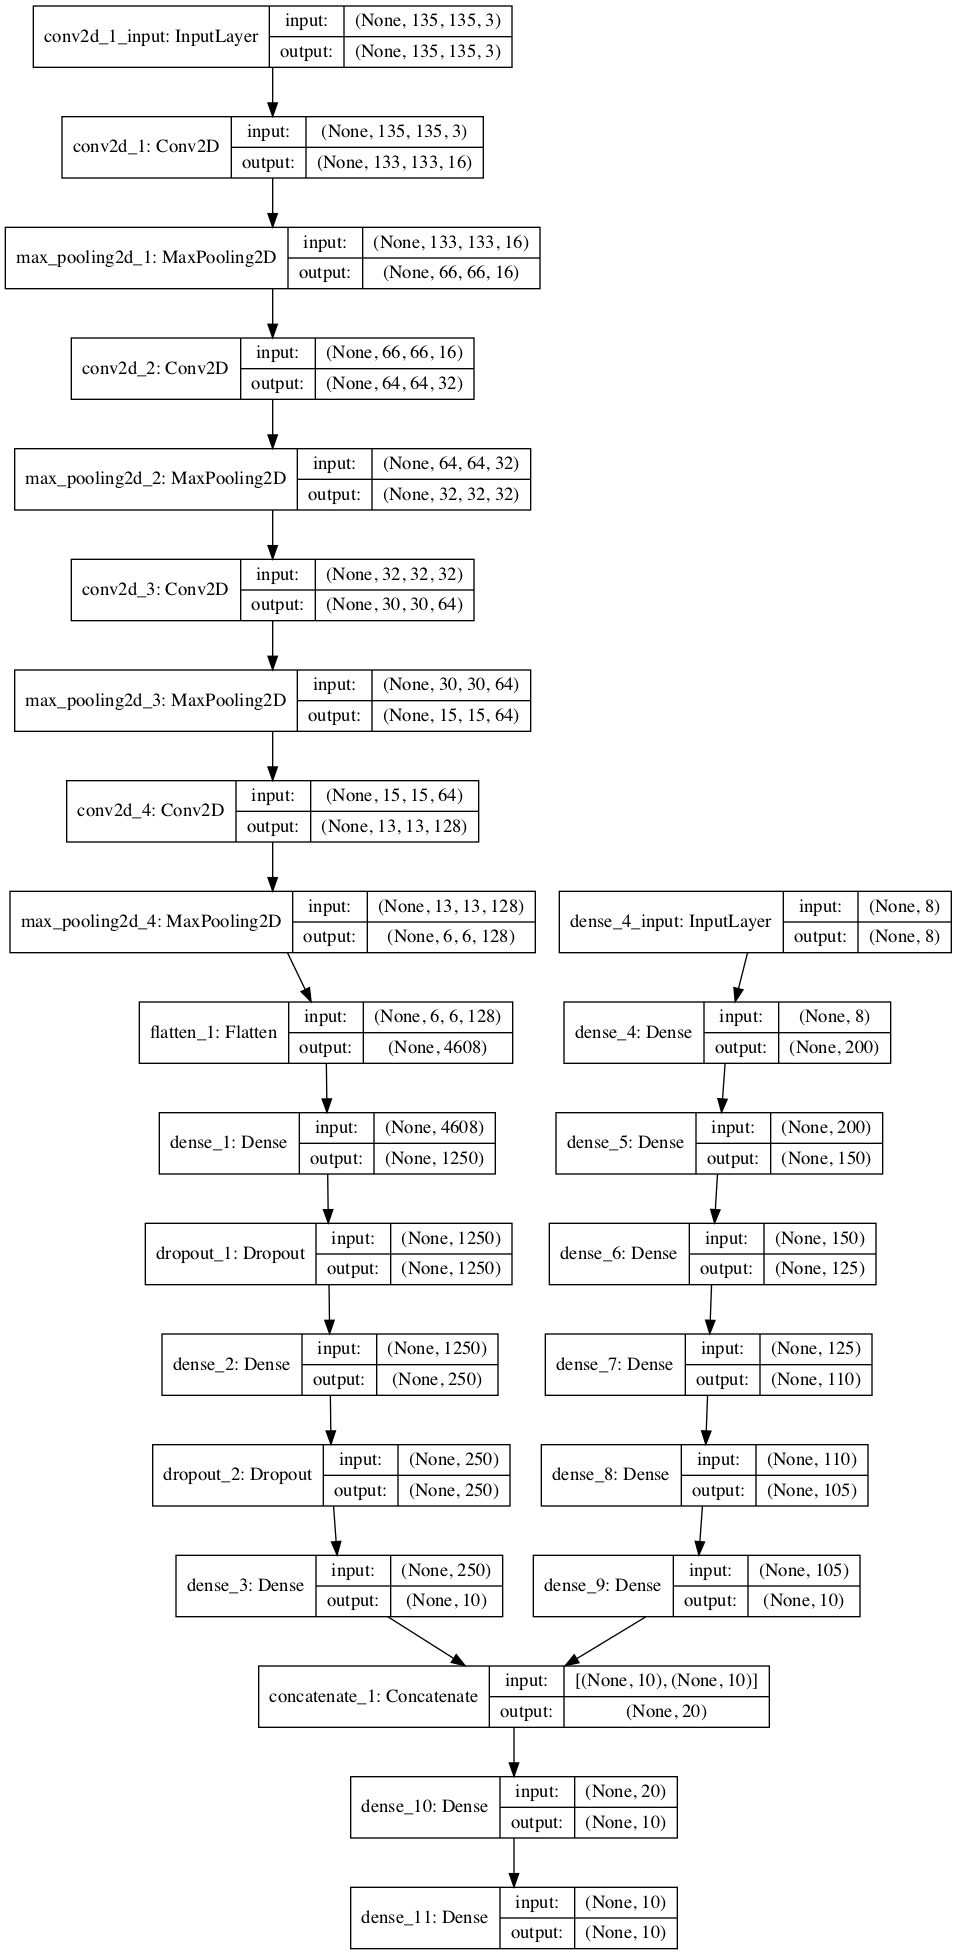 conv2d_1_input: InputLayer
input: (None, 135, 135, 3)
output: (None, 135, 135, 3)
conv2d_1: Conv2D
input: (None, 135, 135, 3)
output: (None, 133, 133, 16)
max_pooling2d_1: MaxPooling2D
input: (None, 133, 133, 16)
output: (None, 66, 66, 16)
conv2d_2: Conv2D
input: (None, 66, 66, 16)
output: (None, 64, 64, 32)
max_pooling2d_2: MaxPooling2D
input: (None, 64, 64, 32)
output: (None, 32, 32, 32)
conv2d_3: Conv2D
input: (None, 32, 32, 32)
output: (None, 30, 30, 64)
max_pooling2d_3: MaxPooling2D
input: (None, 30, 30, 64)
output: (None, 15, 15, 64)
conv2d_4: Conv2D
input: (None, 15, 15, 64)
output: (None, 13, 13, 128)
max_pooling2d_4: MaxPooling2D
input: (None, 13, 13, 128)
output: (None, 6, 6, 128)
flatten_1: Flatten
input: (None, 6, 6, 128)
output: (None, 4608)
dense_1: Dense
input: (None, 4608)
output: (None, 1250)
dropout_1: Dropout
input: (None, 1250)
output: (None, 1250)
dense_2: Dense
input: (None, 1250)
output: (None, 250)
dropout_2: Dropout
input: (None, 250)
output: (None, 250)
dense_3: Dense
input: (None, 250)
output: (None, 10)
dense_4_input: InputLayer
input: (None, 8)
output: (None, 8)
dense_4: Dense
input: (None, 8)
output: (None, 200)
dense_5: Dense
input: (None, 200)
output: (None, 150)
dense_6: Dense
input: (None, 150)
output: (None, 125)
dense_7: Dense
input: (None, 125)
output: (None, 110)
dense_8: Dense
input: (None, 110)
output: (None, 105)
dense_9: Dense
input: (None, 105)
output: (None, 10)
concatenate_1: Concatenate
input: [(None, 10), (None, 10)]
output: (None, 20)
dense_10: Dense
input: (None, 20)
output: (None, 10)
dense_11: Dense
input: (None, 10)
output: (None, 10)